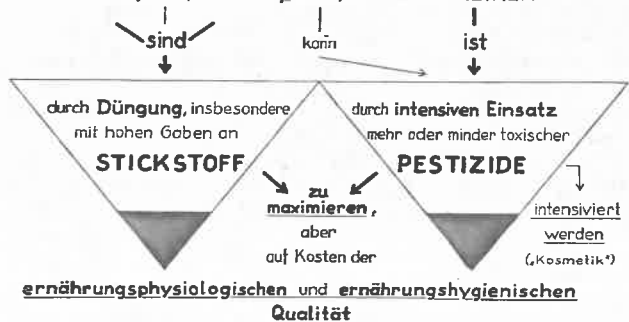 sind kann ist
durch Düngung, insbesondere
mit hohen Gaben an
STICKSTOFF
durch intensiven Einsatz
mehr oder minder toxischer
PESTIZIDE
zu
maximieren,
aber
auf Kosten der
intensiviert
werden
(„Kosmetik")
ernährungsphysiologischen und ernährungshygienischen
Qualität